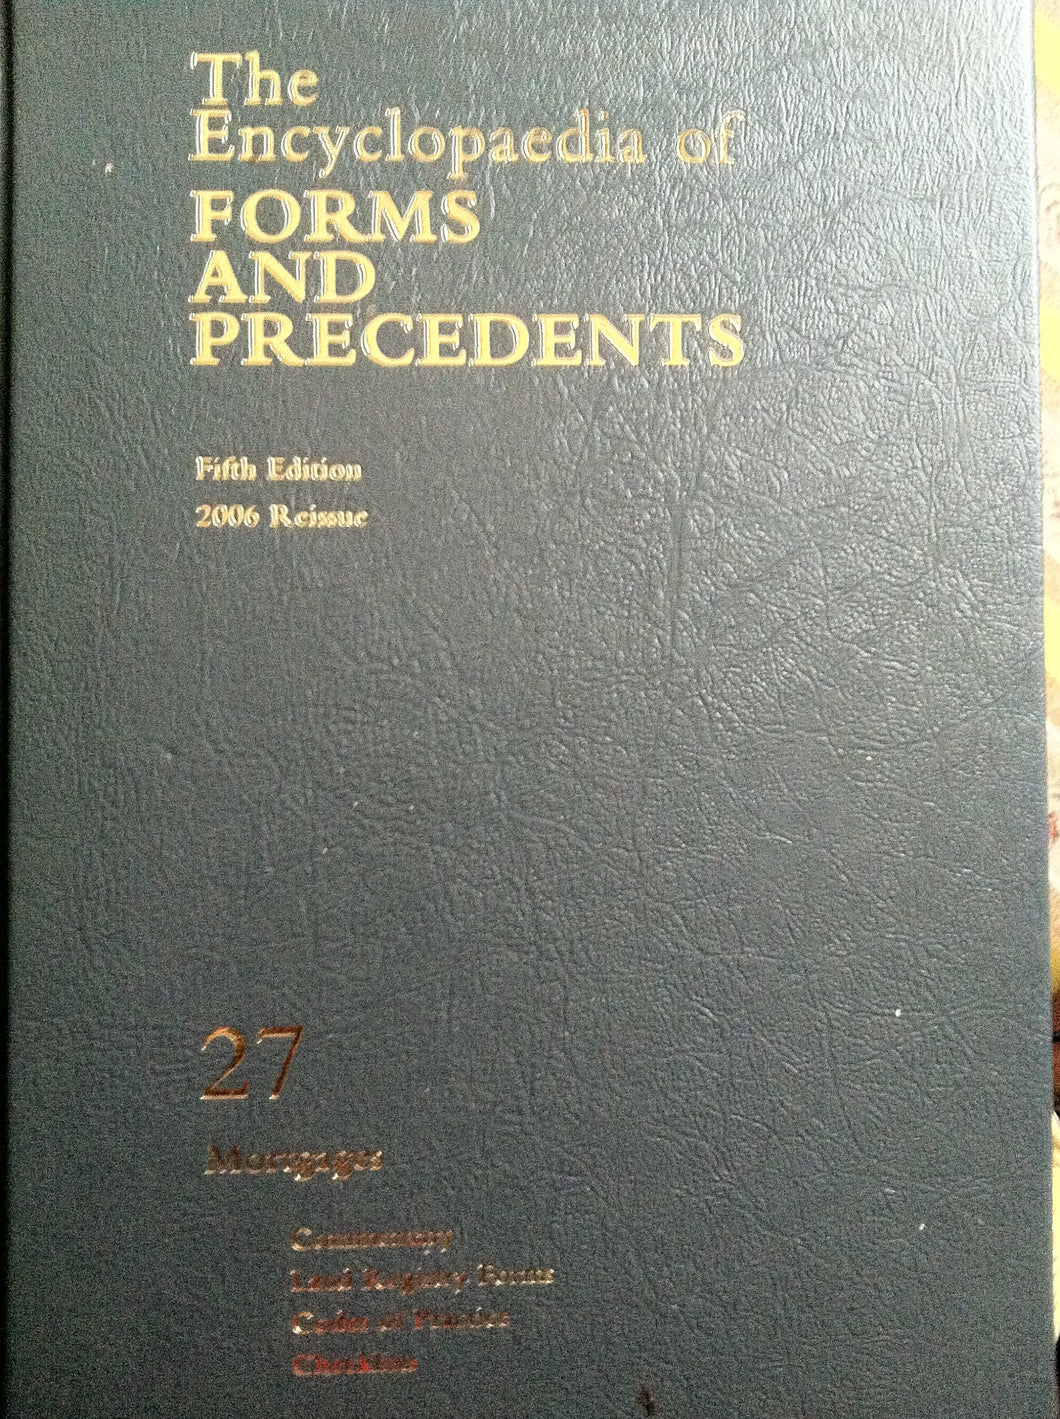 The
Encyclopaedia of
FORMS
AND
PRECEDENTS
Fifth Edition
2006 Reissue
27
Mortgages
Commentary
Land Registry Forms
Codes of Practice
Checklists